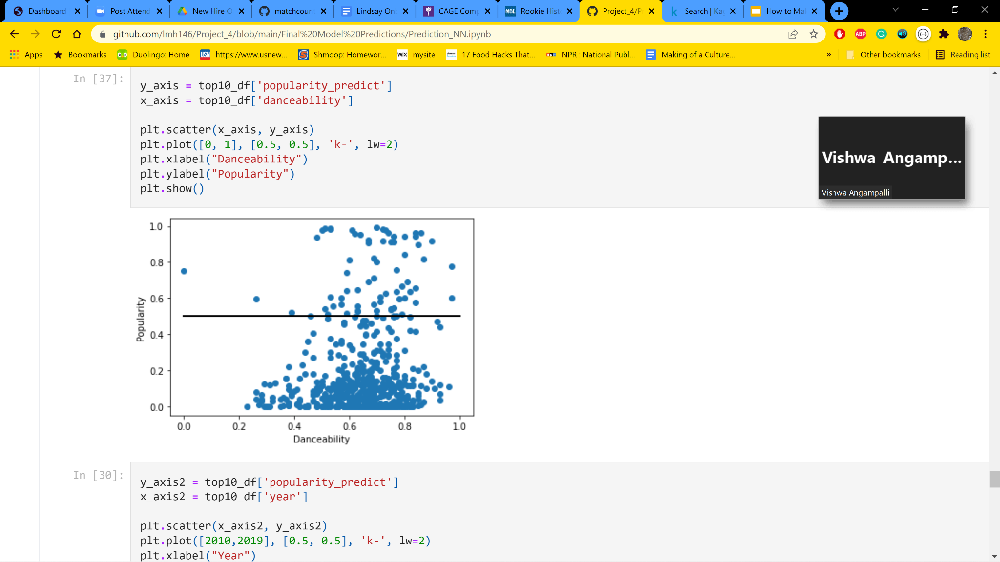 Dashboard
Post Attend
New Hire O
matchcount
Lindsay Onl
CAGE Comp
MDL
Rookie Hist
Project_4/P
k
Search | Kag
How to Ma
github.com/lmh146/Project_4/blob/main/Final%20Model%20Predictions/Prediction_NN.ipynb
ABP
Apps
Bookmarks
Duolingo: Home
USN
https://www.usnew...
Shmoop: Homewor...
WIX
mysite
17 Food Hacks That...
npr
NPR : National Publ...
Making of a Culture...
»
Other bookmarks
Reading list
In [37]:
y_axis = top10_df['popularity_predict']
x_axis = top10_df['danceability']
plt.scatter(x_axis, y_axis)
plt.plot([0, 1], [0.5, 0.5], 'k-', lw=2)
plt.xlabel("Danceability")
plt.ylabel("Popularity")
plt.show()
Vishwa Angamp...
Vishwa Angampalli
1.0
0.8
0.6
0.4
0.2
0.0
Popularity
0.0 0.2 0.4 0.6 0.8 1.0
Danceability
In [30]:
y_axis2 = top10_df['popularity_predict']
x_axis2 = top10_df['year']
plt.scatter(x_axis2, y_axis2)
plt.plot([2010,2019], [0.5, 0.5], 'k-', lw=2)
plt.xlabel("Year")